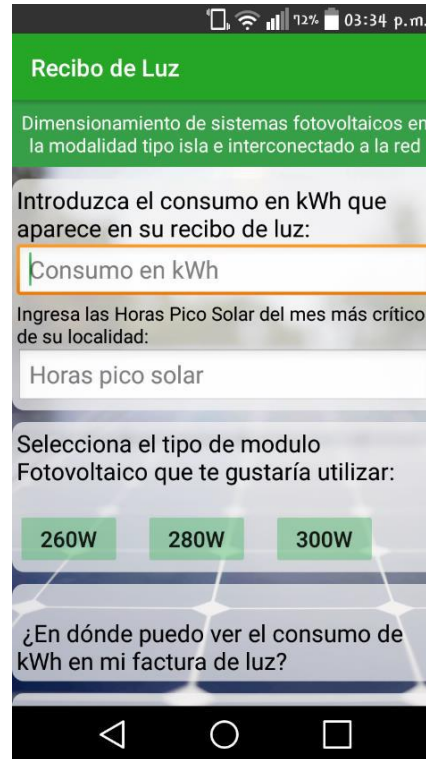 72% 03:34 p.m.
Recibo de Luz
Dimensionamiento de sistemas fotovoltaicos en
la modalidad tipo isla e interconectado a la red
Introduzca el consumo en kWh que
aparece en su recibo de luz:
Consumo en kWh
Ingresa las Horas Pico Solar del mes más crítico
de su localidad:
Horas pico solar
Selecciona el tipo de modulo
Fotovoltaico que te gustaría utilizar:
260W 280W 300W
¿En dónde puedo ver el consumo de
kWh en mi factura de luz?